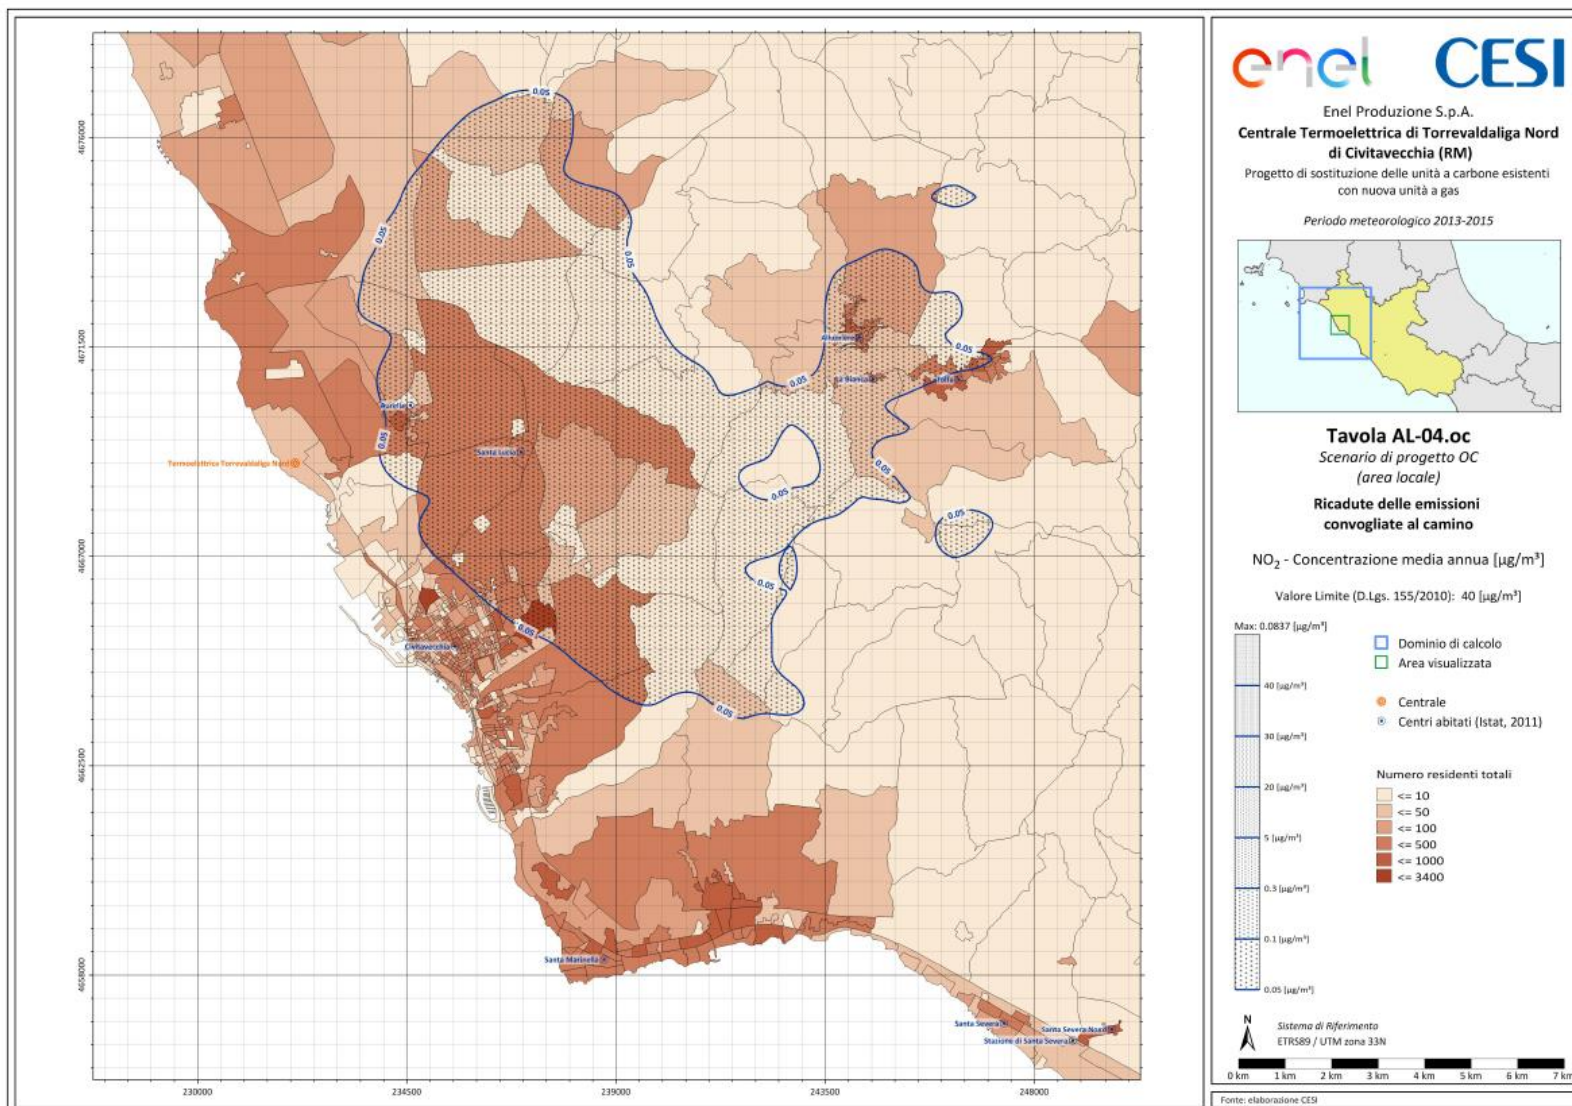 0.05
4676000
0.05
0.05
0.05
4671500
Allumiere
0.05
La Bianca
Tolfa
0.05
Aurelia
0.05
Santa Lucia
Termoelettrica Torrevaldaliga Nord
0.05
0.05
0.05
4667000
0.05
0.05
Civitavecchia
0.05
4662500
4658000
Santa Marinella
Santa Severa
Santa Severa Nord
Stazione di Santa Severa
230000
234500
239000
243500
248000
enel
CESI
Enel Produzione S.p.A.
Centrale Termoelettrica di Torrevaldaliga Nord
di Civitavecchia (RM)
Progetto di sostituzione delle unità a carbone esistenti
con nuova unità a gas
Periodo meteorologico 2013-2015
Tavola AL-04.oc
Scenario di progetto OC
(area locale)
Ricadute delle emissioni
convogliate al camino
NO2 - Concentrazione media annua [µg/m³]
Valore Limite (D.Lgs. 155/2010): 40 [µg/m³]
Max: 0.0837 [µg/m³]
40 [µg/m³]
30 [µg/m³]
20 [µg/m³]
5 [µg/m³]
0.3 [µg/m³]
0.1 [µg/m³]
0.05 [µg/m³]
Dominio di calcolo
Area visualizzata
Centrale
Centri abitati (Istat, 2011)
Numero residenti totali
<= 10
<= 50
<= 100
<= 500
<= 1000
<= 3400
N
Sistema di Riferimento
ETRS89 / UTM zona 33N
0 km 1 km 2 km 3 km 4 km 5 km 6 km 7 km
Fonte: elaborazione CESI